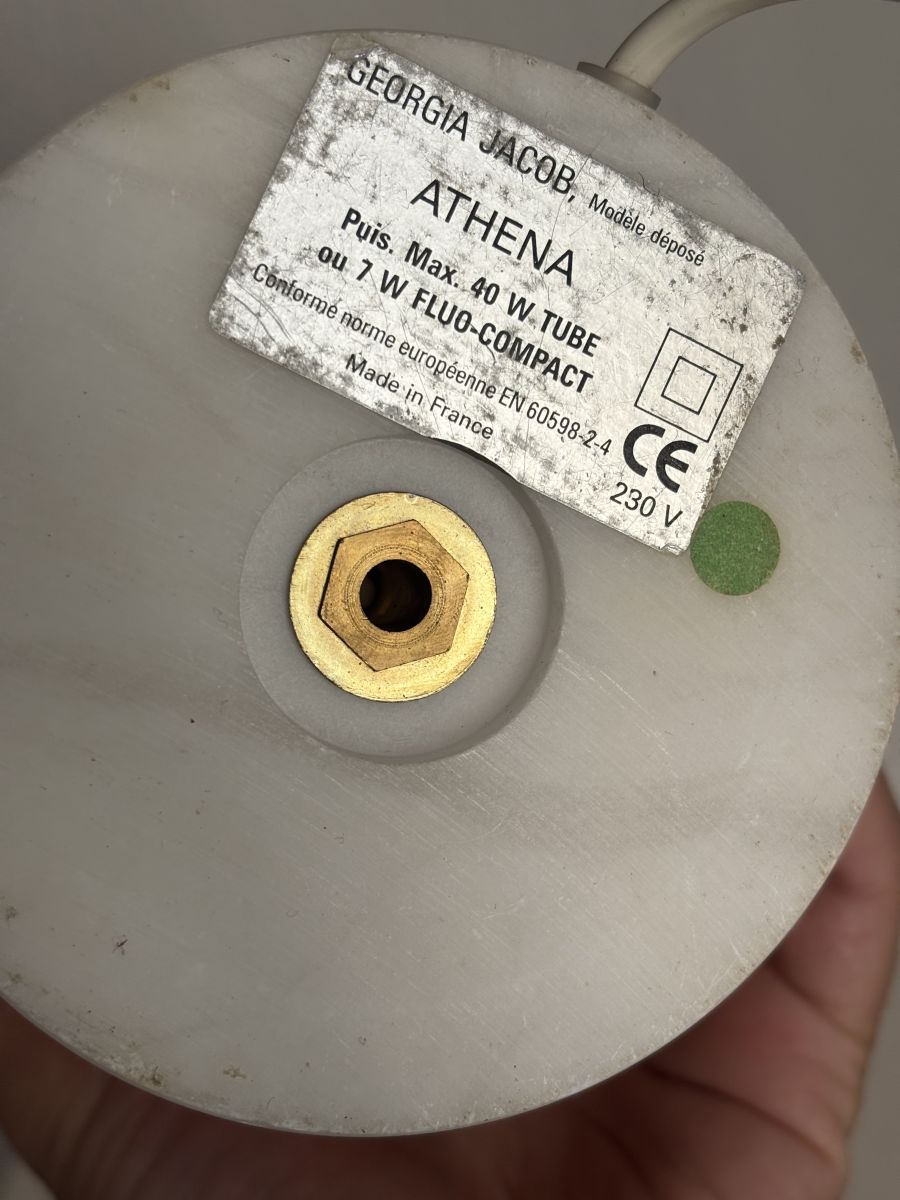 GEORGIA JACOB, Modèle déposé
ATHENA
Puis. Max. 40 W TUBE
ou 7 W FLUO-COMPACT
Conforme norme européenne EN 60598-2-4
Made in France
CE
230 V